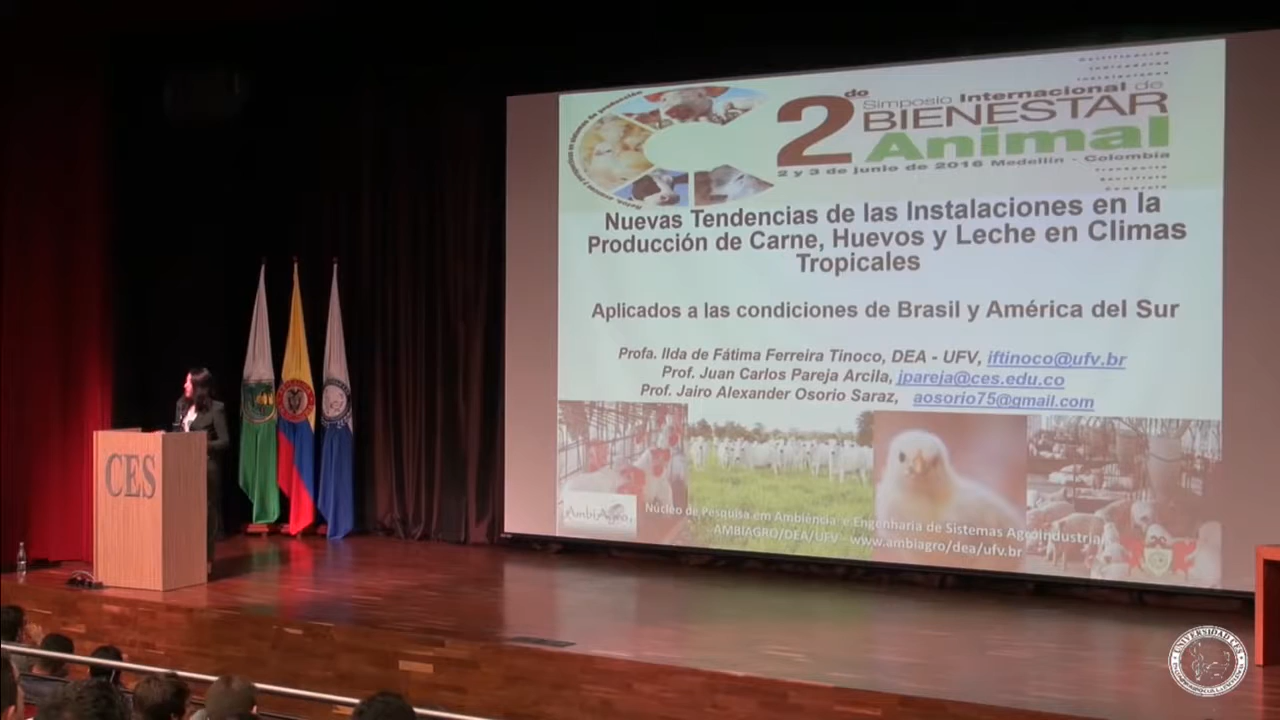 2do Simposio Internacional de
BIENESTAR
Animal
2 y 3 de junio de 2016 Medellín - Colombia
Nuevas Tendencias de las Instalaciones en la
Producción de Carne, Huevos y Leche en Climas
Tropicales
Aplicados a las condiciones de Brasil y América del Sur
Profa. Ilda de Fátima Ferreira Tinoco, DEA - UFV, iftinoco@ufv.br
Prof. Juan Carlos Pareja Arcila, jpareja@ces.edu.co
Prof. Jairo Alexander Osorio Saraz, aosorio75@gmail.com
AmbiAgro
Núcleo de Pesquisa em Ambiência e Engenharia de Sistemas Agroindustria
AMBIAGRO/DEA/UFV - www.ambiagro/dea/ufv.br
CES
UNIVERSIDAD CES